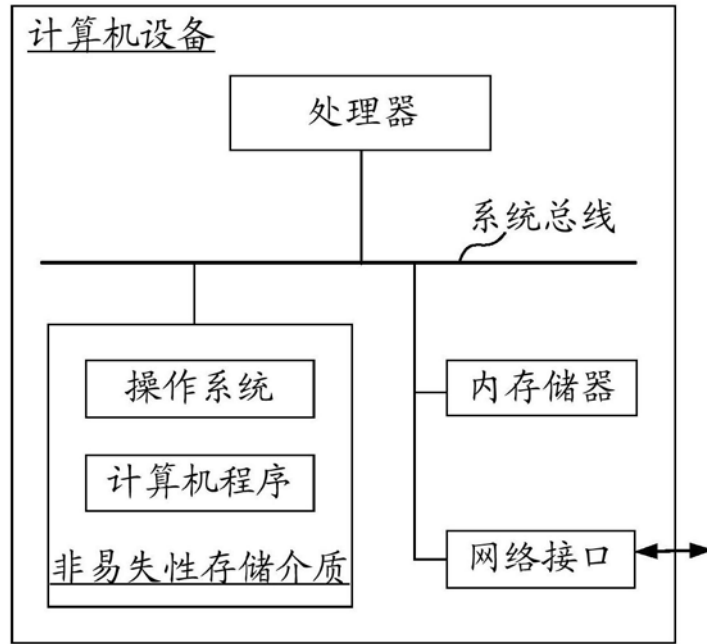 计算机设备
处理器
系统总线
操作系统
内存储器
计算机程序
非易失性存储介质
网络接口